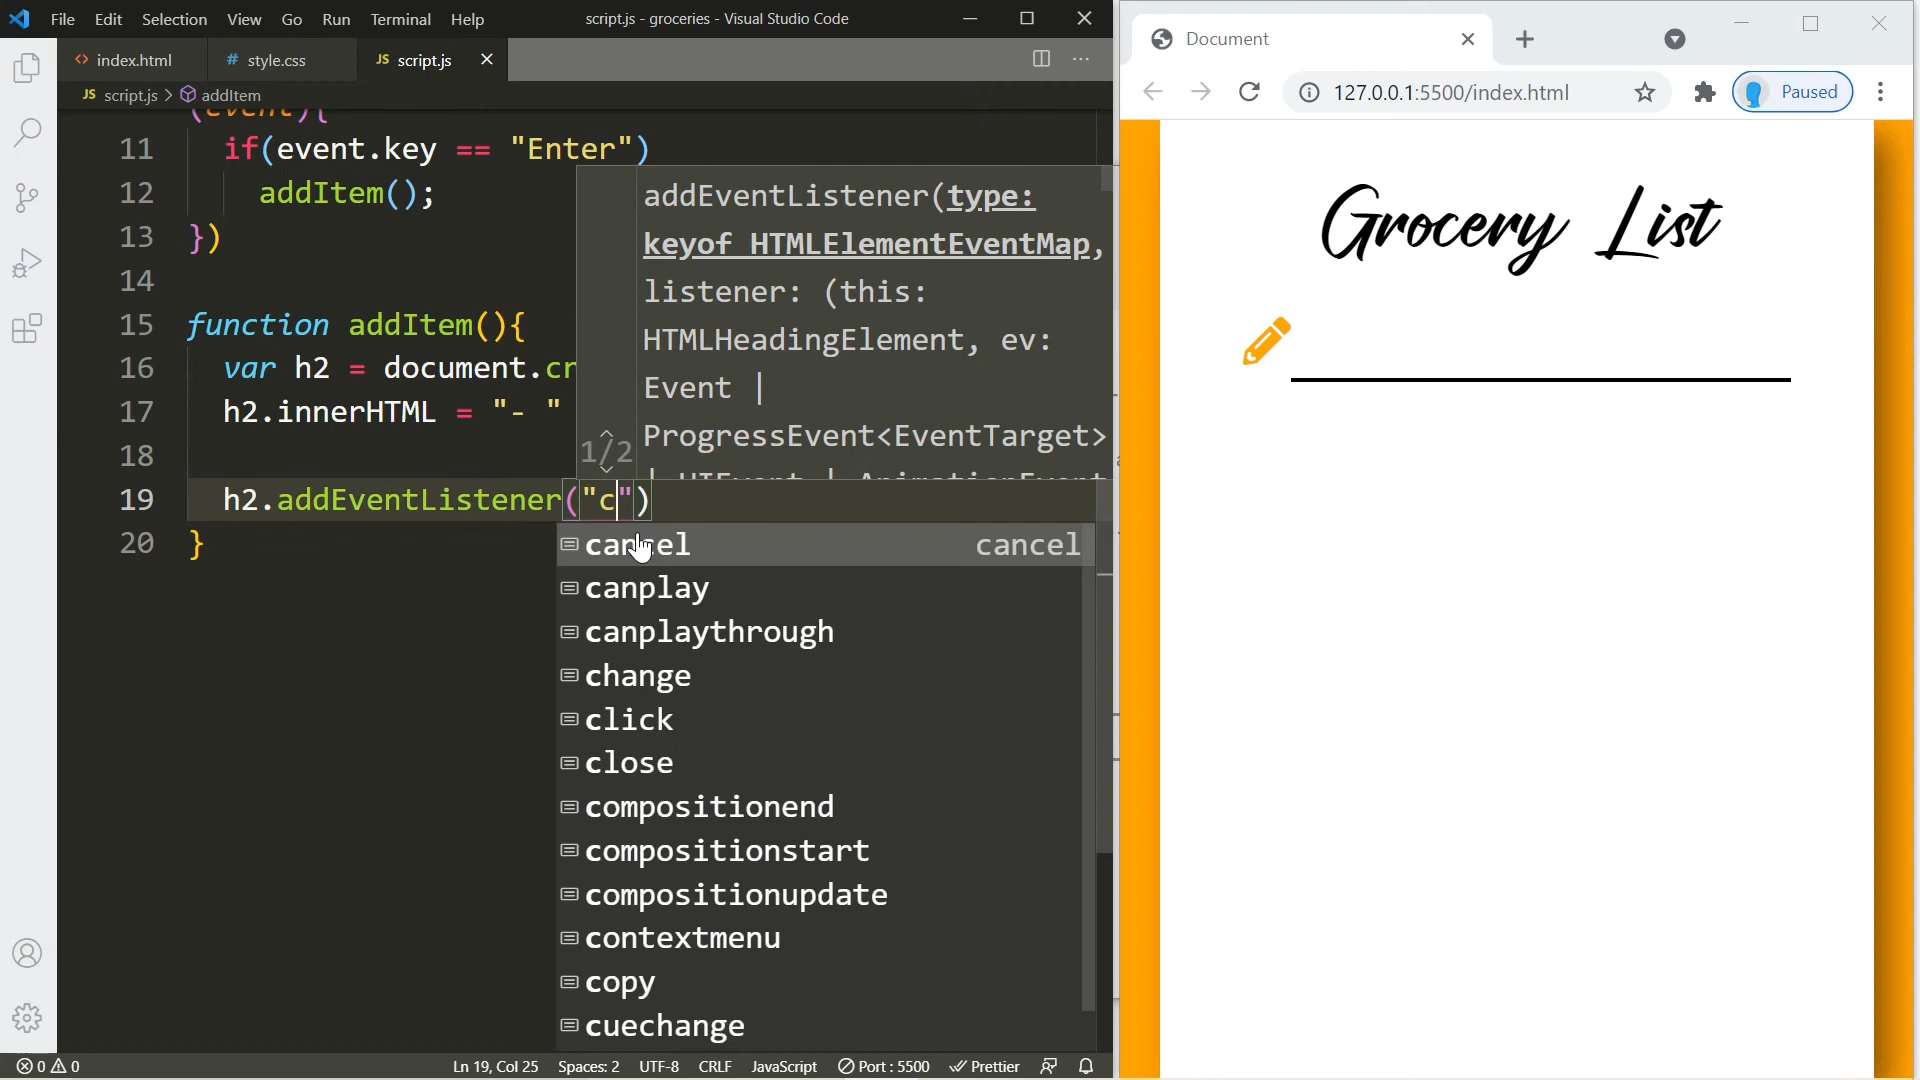 File Edit Selection View Go Run Terminal Help script.js - groceries - Visual Studio Code
<> index.html # style.css JS script.js
JS script.js > addItem
(event){
11 if(event.key == "Enter")
12 addItem();
13 })
14
15 function addItem(){
16 var h2 = document.cr
17 h2.innerHTML = "- "
18
19 h2.addEventListener("c")
20 }
addEventListener(type:
keyof HTMLElementEventMap,
listener: (this:
HTMLHeadingElement, ev:
Event |
ProgressEvent<EventTarget>
| UIEvent | AnimationEvent
1/2
cancel cancel
canplay
canplaythrough
change
click
close
compositionend
compositionstart
compositionupdate
contextmenu
copy
cuechange
0 0 Ln 19, Col 25 Spaces: 2 UTF-8 CRLF JavaScript Port : 5500 Prettier
Document
127.0.0.1:5500/index.html Paused
Grocery List